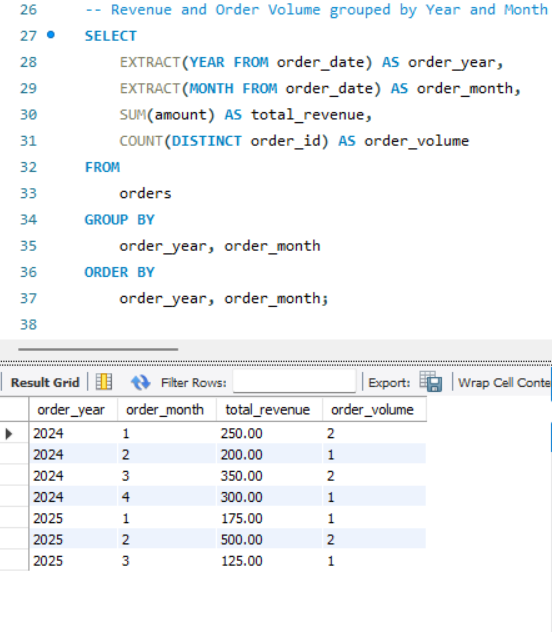 26 -- Revenue and Order Volume grouped by Year and Month
27 SELECT
28 EXTRACT(YEAR FROM order_date) AS order_year,
29 EXTRACT(MONTH FROM order_date) AS order_month,
30 SUM(amount) AS total_revenue,
31 COUNT(DISTINCT order_id) AS order_volume
32 FROM
33 orders
34 GROUP BY
35 order_year, order_month
36 ORDER BY
37 order_year, order_month;
38
Result Grid Filter Rows: Export: Wrap Cell Conte
order_year order_month total_revenue order_volume
2024 1 250.00 2
2024 2 200.00 1
2024 3 350.00 2
2024 4 300.00 1
2025 1 175.00 1
2025 2 500.00 2
2025 3 125.00 1